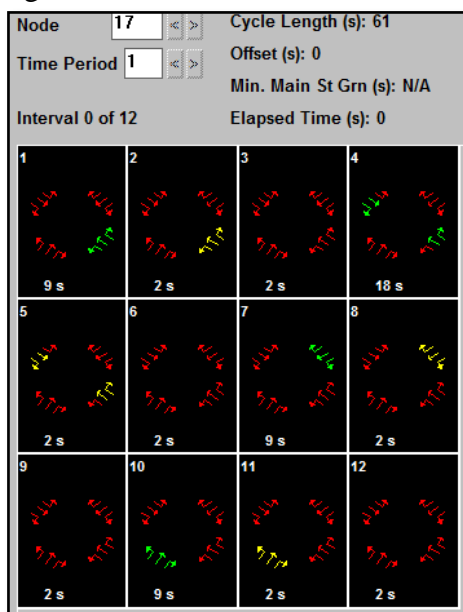 Node 17 < > Cycle Length (s): 61
Time Period 1 < > Offset (s): 0
Min. Main St Grn (s): N/A
Interval 0 of 12 Elapsed Time (s): 0
1 2 3 4
9 s 2 s 2 s 18 s
5 6 7 8
2 s 2 s 9 s 2 s
9 10 11 12
2 s 9 s 2 s 2 s